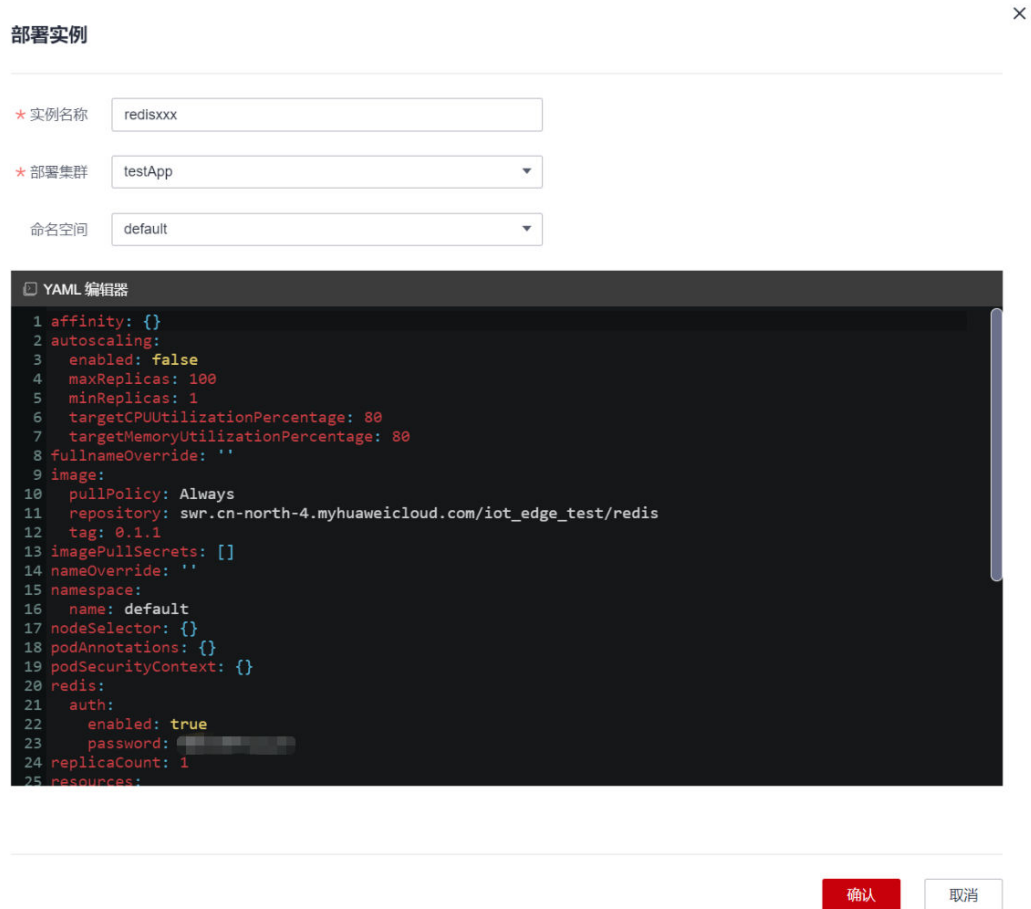 部署实例
* 实例名称 redisxxx
* 部署集群 testApp
命名空间 default
YAML 编辑器
1 affinity: {}
2 autoscaling:
3   enabled: false
4   maxReplicas: 100
5   minReplicas: 1
6   targetCPUUtilizationPercentage: 80
7   targetMemoryUtilizationPercentage: 80
8 fullnameOverride: ''
9 image:
10   pullPolicy: Always
11   repository: swr.cn-north-4.myhuaweicloud.com/iot_edge_test/redis
12   tag: 0.1.1
13 imagePullSecrets: []
14 nameOverride: ''
15 namespace:
16   name: default
17 nodeSelector: {}
18 podAnnotations: {}
19 podSecurityContext: {}
20 redis:
21   auth:
22     enabled: true
23     password:
24 replicaCount: 1
25 resources:
确认 取消